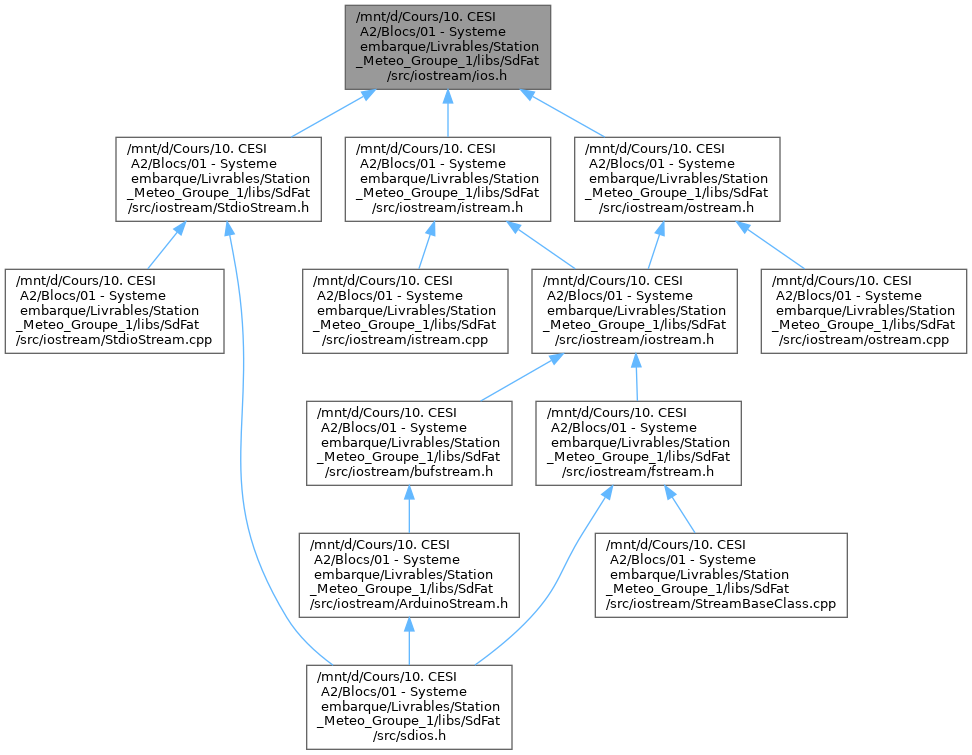 /mnt/d/Cours/10. CESI
A2/Blocs/01 - Systeme
embarque/Livrables/Station
_Meteo_Groupe_1/libs/SdFat
/src/iostream/ios.h
/mnt/d/Cours/10. CESI
A2/Blocs/01 - Systeme
embarque/Livrables/Station
_Meteo_Groupe_1/libs/SdFat
/src/iostream/StdioStream.h
/mnt/d/Cours/10. CESI
A2/Blocs/01 - Systeme
embarque/Livrables/Station
_Meteo_Groupe_1/libs/SdFat
/src/iostream/istream.h
/mnt/d/Cours/10. CESI
A2/Blocs/01 - Systeme
embarque/Livrables/Station
_Meteo_Groupe_1/libs/SdFat
/src/iostream/ostream.h
/mnt/d/Cours/10. CESI
A2/Blocs/01 - Systeme
embarque/Livrables/Station
_Meteo_Groupe_1/libs/SdFat
/src/iostream/StdioStream.cpp
/mnt/d/Cours/10. CESI
A2/Blocs/01 - Systeme
embarque/Livrables/Station
_Meteo_Groupe_1/libs/SdFat
/src/iostream/istream.cpp
/mnt/d/Cours/10. CESI
A2/Blocs/01 - Systeme
embarque/Livrables/Station
_Meteo_Groupe_1/libs/SdFat
/src/iostream/iostream.h
/mnt/d/Cours/10. CESI
A2/Blocs/01 - Systeme
embarque/Livrables/Station
_Meteo_Groupe_1/libs/SdFat
/src/iostream/ostream.cpp
/mnt/d/Cours/10. CESI
A2/Blocs/01 - Systeme
embarque/Livrables/Station
_Meteo_Groupe_1/libs/SdFat
/src/iostream/bufstream.h
/mnt/d/Cours/10. CESI
A2/Blocs/01 - Systeme
embarque/Livrables/Station
_Meteo_Groupe_1/libs/SdFat
/src/iostream/fstream.h
/mnt/d/Cours/10. CESI
A2/Blocs/01 - Systeme
embarque/Livrables/Station
_Meteo_Groupe_1/libs/SdFat
/src/iostream/ArduinoStream.h
/mnt/d/Cours/10. CESI
A2/Blocs/01 - Systeme
embarque/Livrables/Station
_Meteo_Groupe_1/libs/SdFat
/src/iostream/StreamBaseClass.cpp
/mnt/d/Cours/10. CESI
A2/Blocs/01 - Systeme
embarque/Livrables/Station
_Meteo_Groupe_1/libs/SdFat
/src/sdios.h